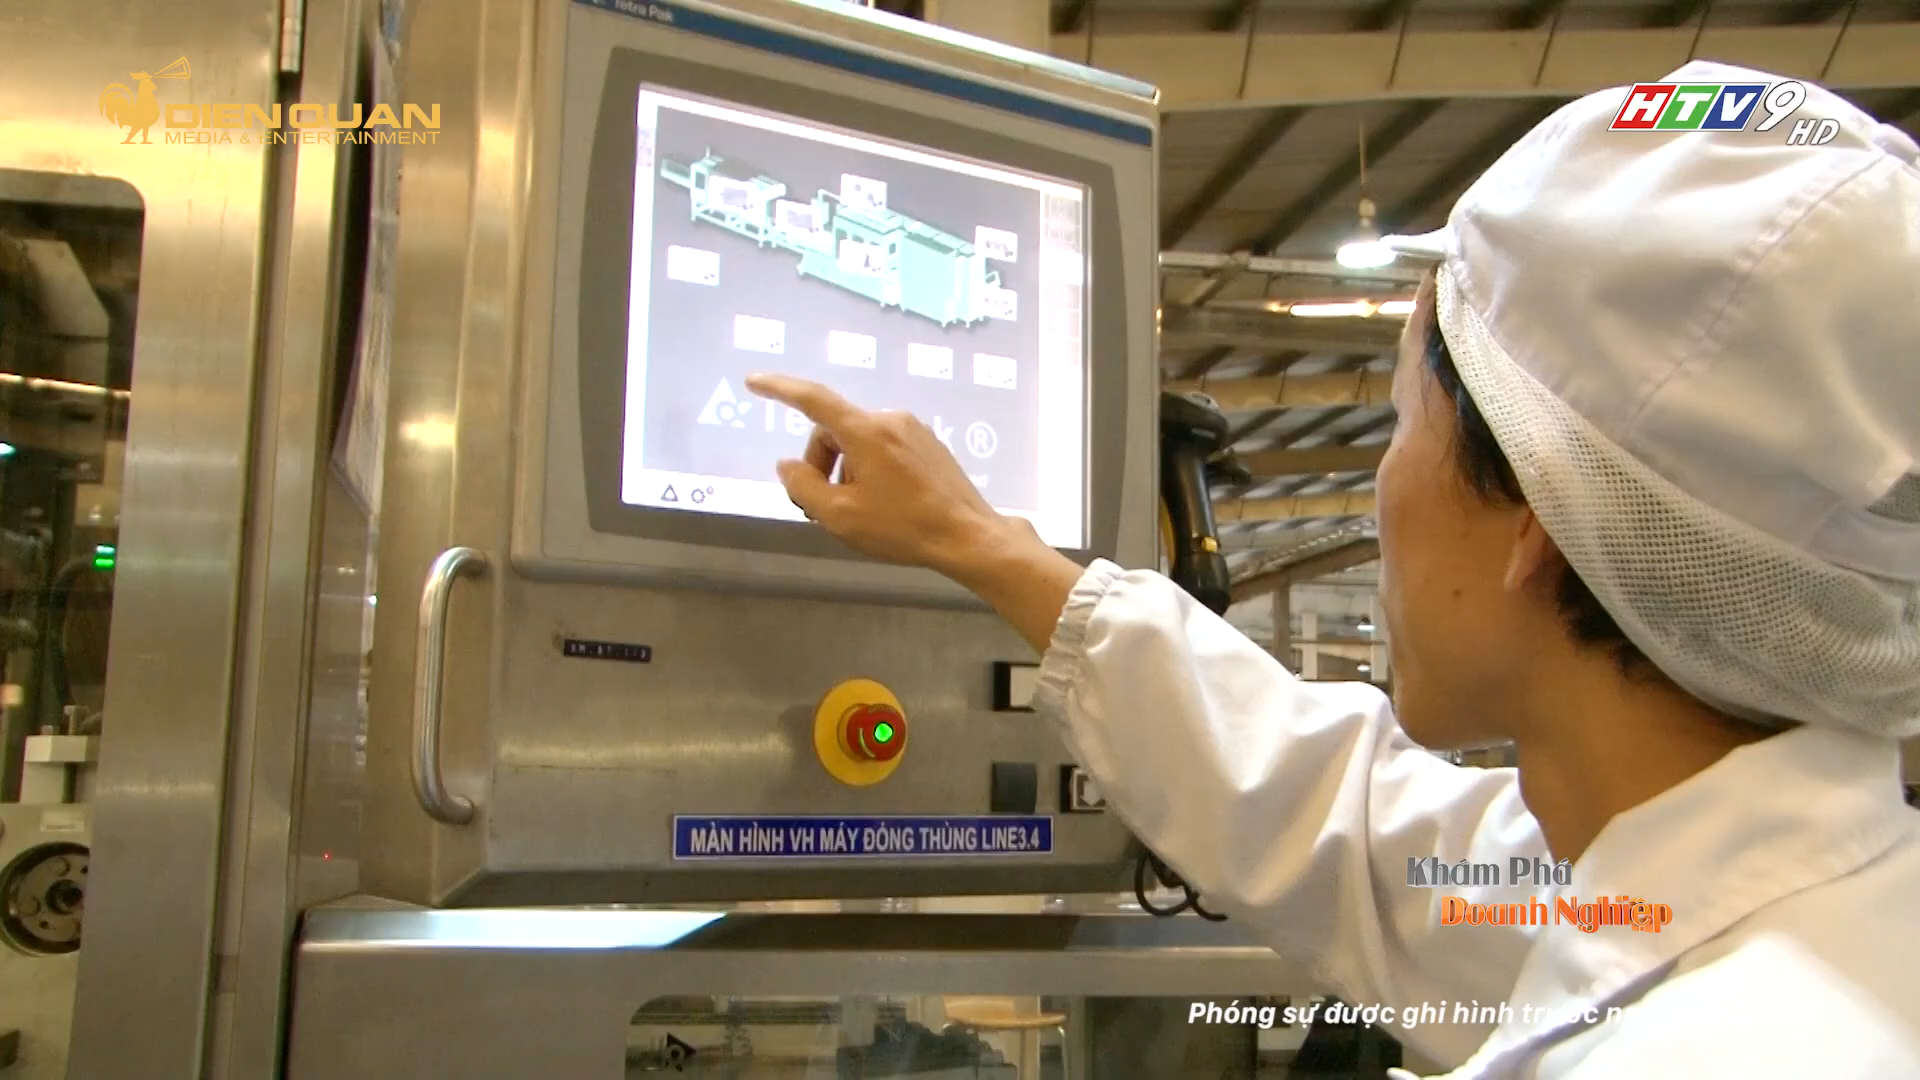 Tetra Pak
DIEN QUAN
MEDIA & ENTERTAINMENT
HTV9
HD
®
MÀN HÌNH VH MÁY ĐÓNG THÙNG LINE3.4
Khám Phá
Doanh Nghiệp
Phóng sự được ghi hình trước